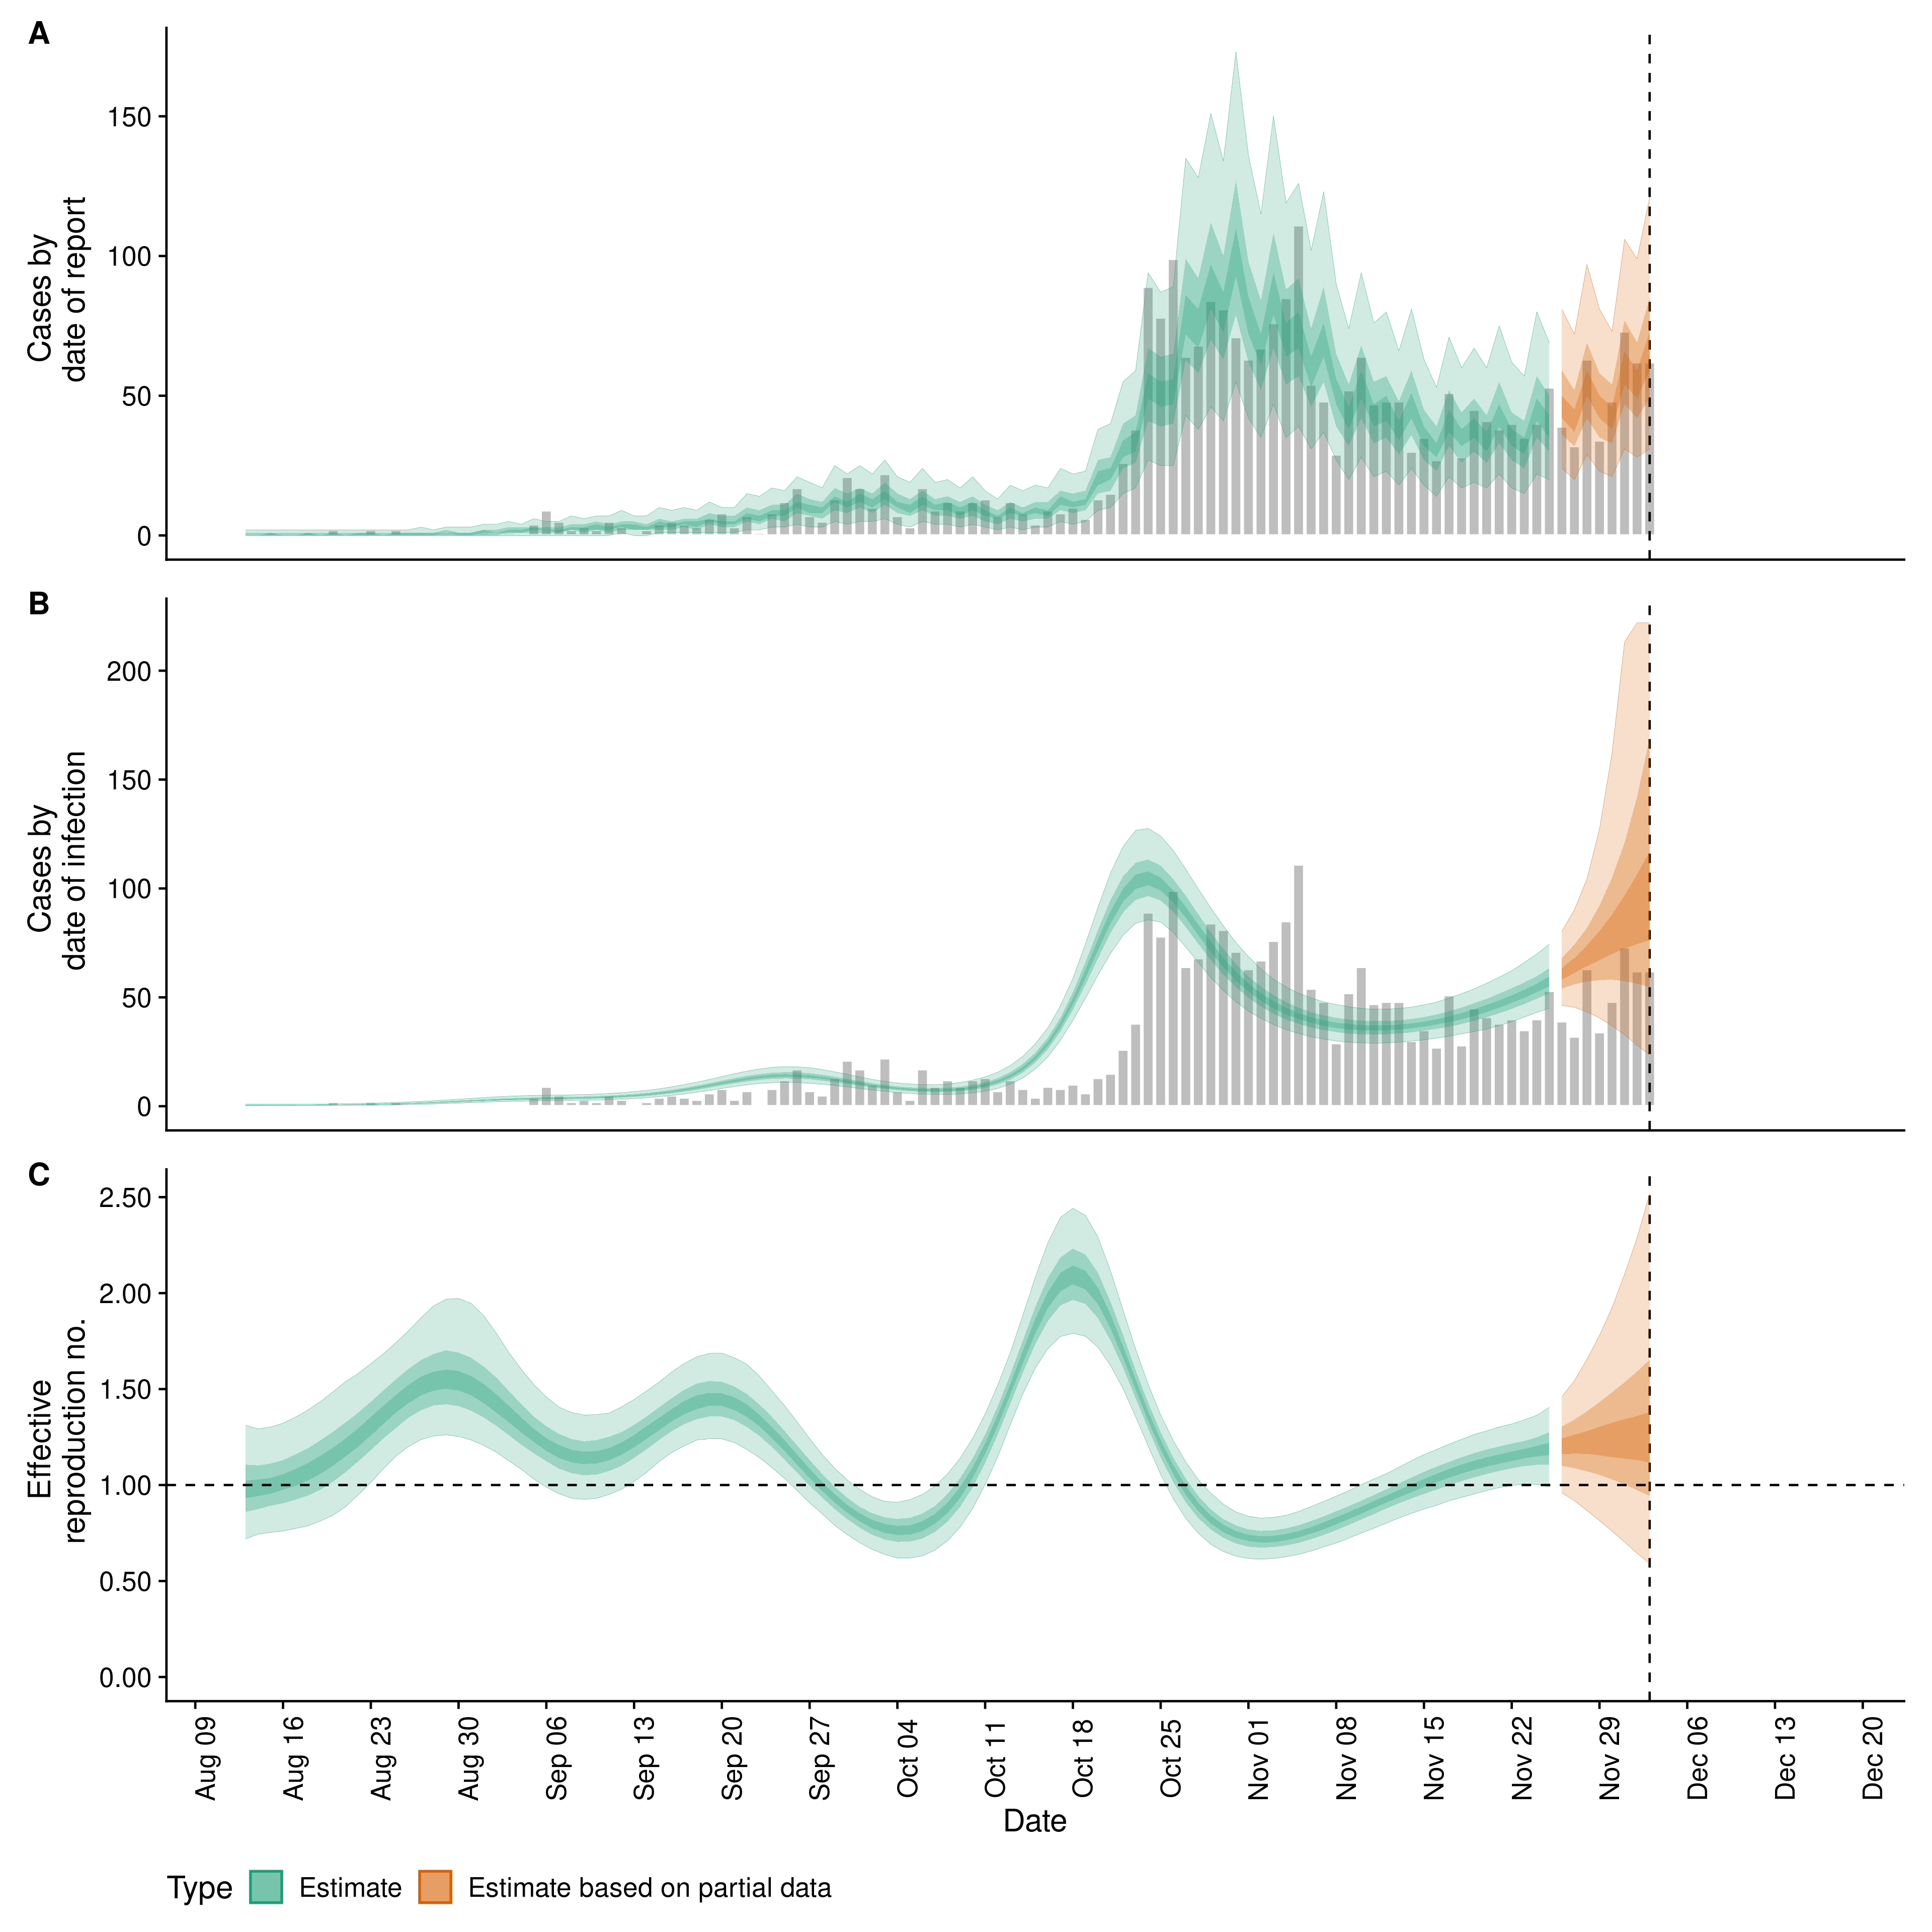 A
Cases by
date of report
150
100
50
0
B
Cases by
date of infection
200
150
100
50
0
C
Effective
reproduction no.
2.50
2.00
1.50
1.00
0.50
0.00
Aug 09
Aug 16
Aug 23
Aug 30
Sep 06
Sep 13
Sep 20
Sep 27
Oct 04
Oct 11
Oct 18
Oct 25
Nov 01
Nov 08
Nov 15
Nov 22
Nov 29
Dec 06
Dec 13
Dec 20
Date
Type Estimate Estimate based on partial data